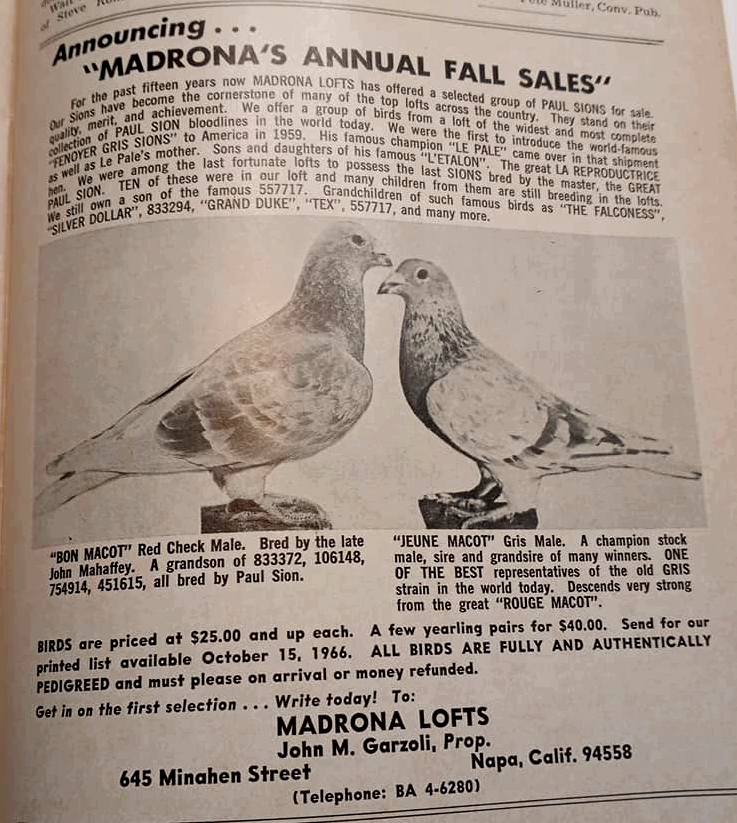 of Steve
Pete Muller, Conv. Pub.
Announcing . . .
"MADRONA'S ANNUAL FALL SALES"
For the past fifteen years now MADRONA LOFTS has offered a selected group of PAUL SIONS for sale.
Our Sions have become the cornerstone of many of the top lofts across the country. They stand on their
quality, merit, and achievement. We offer a group of birds from a loft of the widest and most complete
collection of PAUL SION bloodlines in the world today. We were the first to introduce the world-famous
"FENOYER GRIS SIONS" to America in 1959. His famous champion "LE PALE" came over in that shipment
as well as Le Pale's mother. Sons and daughters of his famous "L'ETALON". The great LA REPRODUCTRICE
hen. We were among the last fortunate lofts to possess the last SIONS bred by the master, the GREAT
PAUL SION. TEN of these were in our loft and many children from them are still breeding in the lofts.
We still own a son of the famous 557717. Grandchildren of such famous birds as "THE FALCONESS",
"SILVER DOLLAR", 833294, "GRAND DUKE", "TEX", 557717, and many more.
"BON MACOT" Red Check Male. Bred by the late
John Mahaffey. A grandson of 833372, 106148,
754914, 451615, all bred by Paul Sion.
"JEUNE MACOT" Gris Male. A champion stock
male, sire and grandsire of many winners. ONE
OF THE BEST representatives of the old GRIS
strain in the world today. Descends very strong
from the great "ROUGE MACOT".
BIRDS are priced at $25.00 and up each. A few yearling pairs for $40.00. Send for our
printed list available October 15, 1966. ALL BIRDS ARE FULLY AND AUTHENTICALLY
PEDIGREED and must please on arrival or money refunded.
Get in on the first selection . . . Write today! To:
MADRONA LOFTS
John M. Garzoli, Prop.
645 Minahen Street
Napa, Calif. 94558
(Telephone: BA 4-6280)